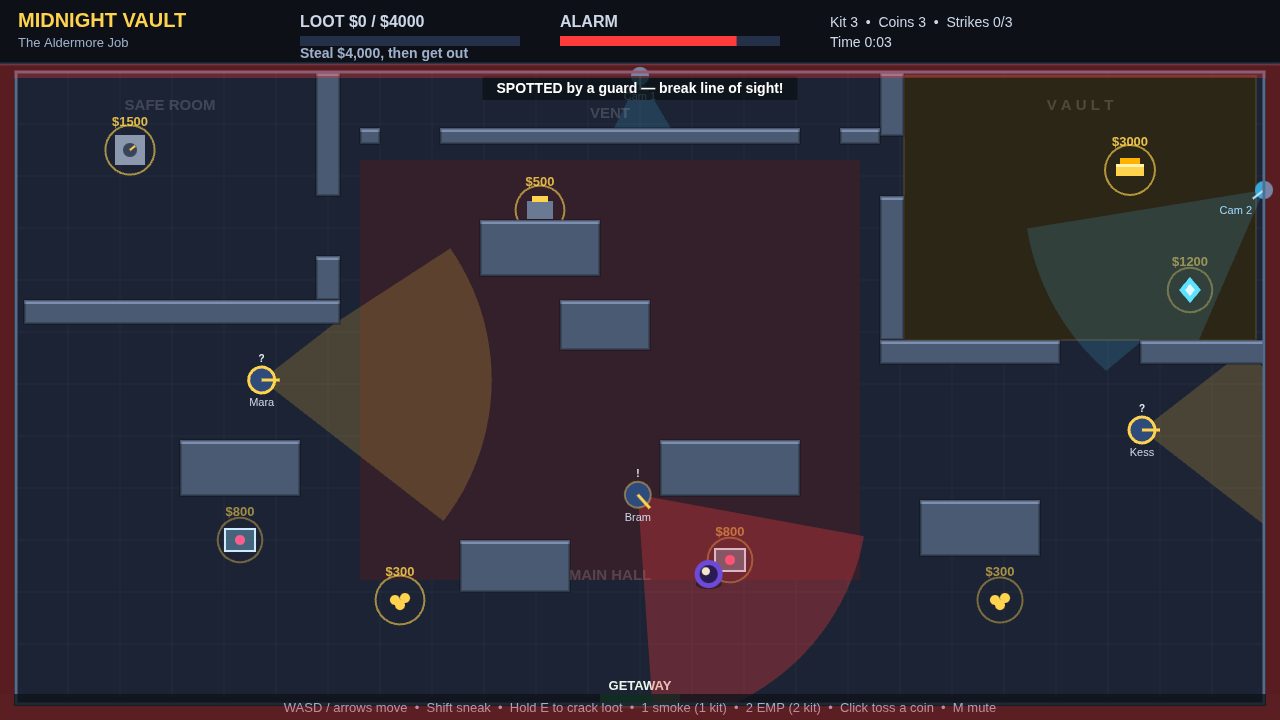 MIDNIGHT VAULT
The Aldermore Job
LOOT $0 / $4000
Steal $4,000, then get out
ALARM
Kit 3 • Coins 3 • Strikes 0/3
Time 0:03
SPOTTED by a guard — break line of sight!
SAFE ROOM
VENT
VAULT
$1500
$500
$3000
Cam 2
$1200
?
Mara
?
Kess
!
Bram
$800
$800
$300
MAIN HALL
$300
GETAWAY
WASD / arrows move • Shift sneak • Hold E to crack loot • 1 smoke (1 kit) • 2 EMP (2 kit) • Click toss a coin • M mute